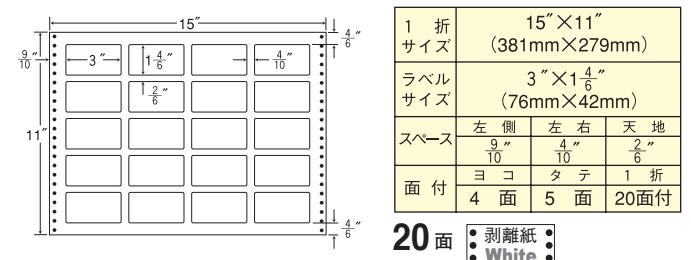 15″
4/6″
9/10″
3″
1 4/6″
4/10″
2/6″
11″
4/6″
1 折サイズ
15″×11″
(381mm×279mm)
ラベルサイズ
3″×1 4/6″
(76mm×42mm)
スペース
左 側 左 右 天 地
9/10″ 4/10″ 2/6″
面 付
ヨ コ タ テ 1 折
4 面 5 面 20面付
20面
剥離紙
White